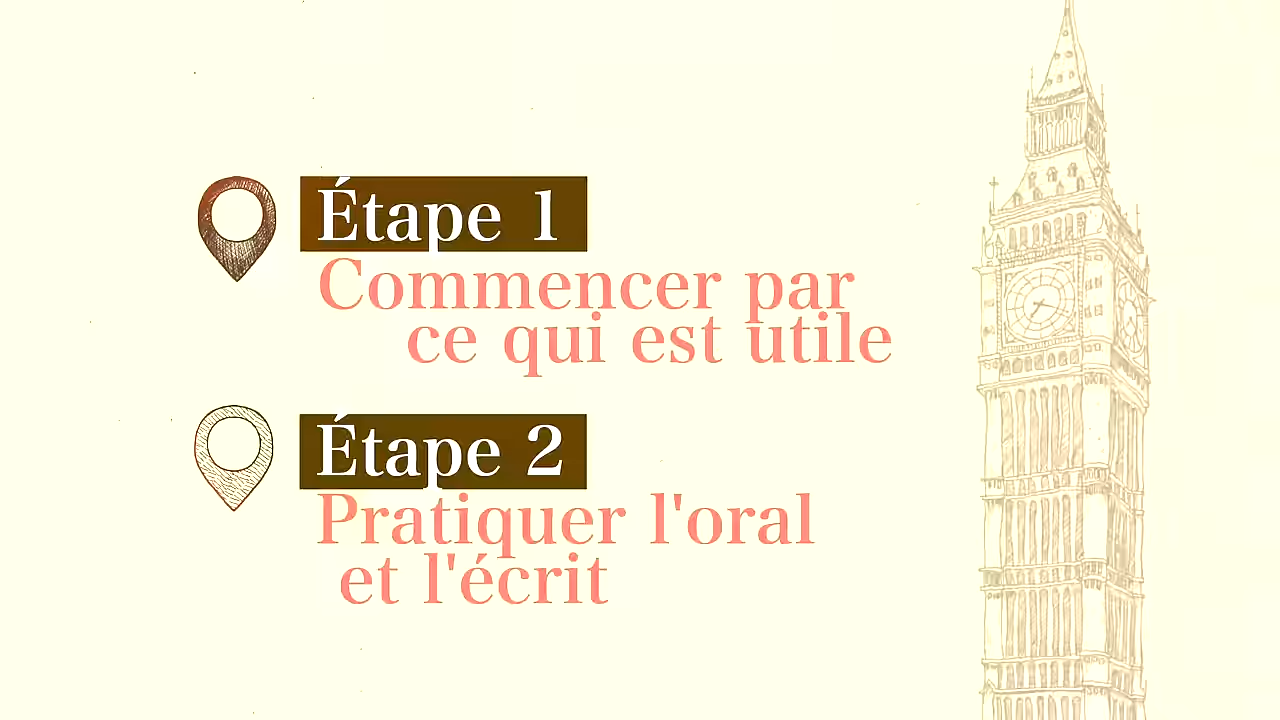 Étape 1
Commencer par
ce qui est utile
Étape 2
Pratiquer l'oral
et l'écrit